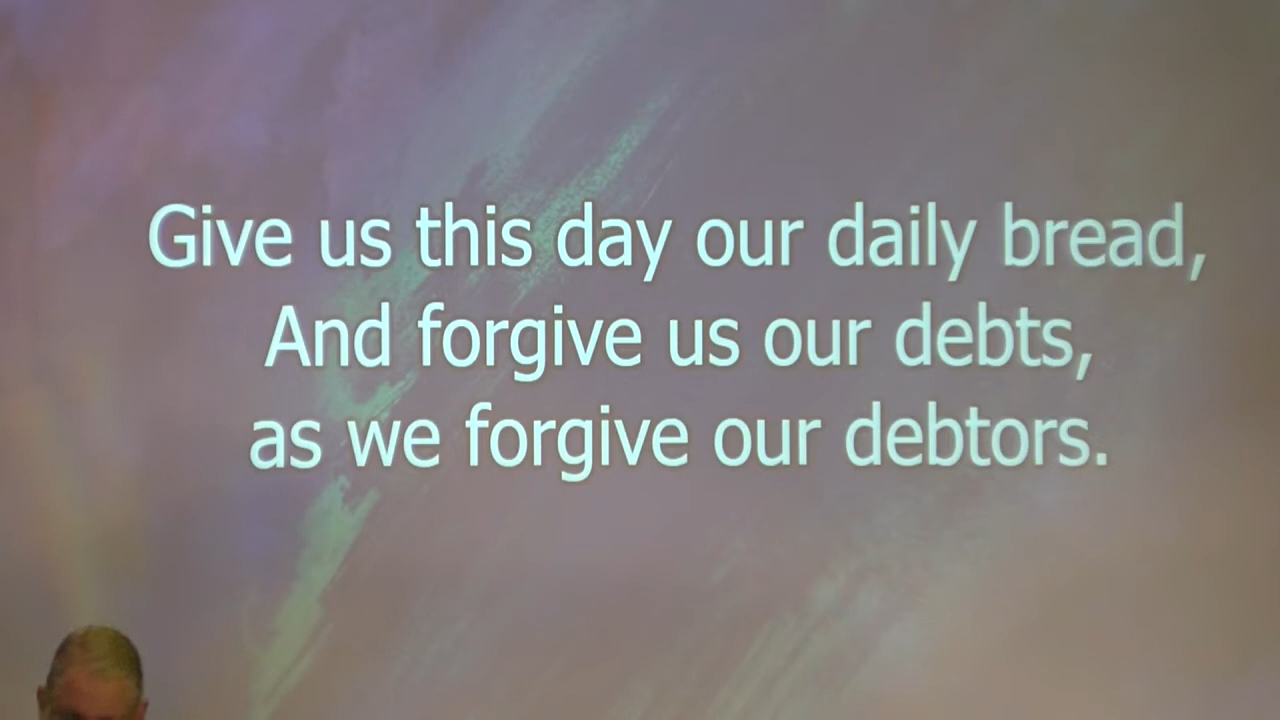 Give us this day our daily bread,
And forgive us our debts,
as we forgive our debtors.